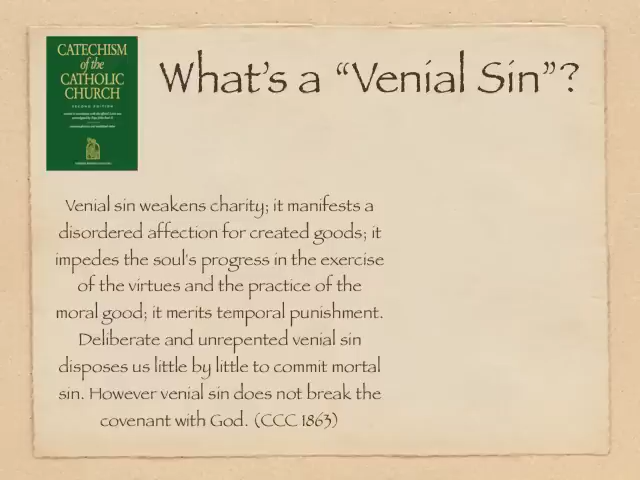 CATECHISM
of the
CATHOLIC
CHURCH
SECOND EDITION
What's a “Venial Sin”?
Venial sin weakens charity; it manifests a
disordered affection for created goods; it
impedes the soul's progress in the exercise
of the virtues and the practice of the
moral good; it merits temporal punishment.
Deliberate and unrepented venial sin
disposes us little by little to commit mortal
sin. However venial sin does not break the
covenant with God. (CCC 1863)